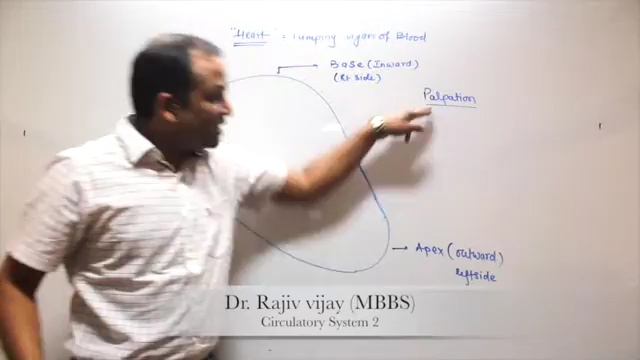 "Heart" = Pumping organ of Blood
Base (Inward)
(Rt side)
Palpation
Apex (outward)
leftside
Dr. Rajiv vijay (MBBS)
Circulatory System 2